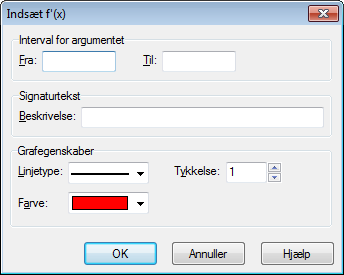 Indsæt f'(x)
Interval for argumentet
Fra: Til:
Signaturtekst
Beskrivelse:
Grafegenskaber
Linjetype: Tykkelse: 1
Farve:
OK Annuller Hjælp